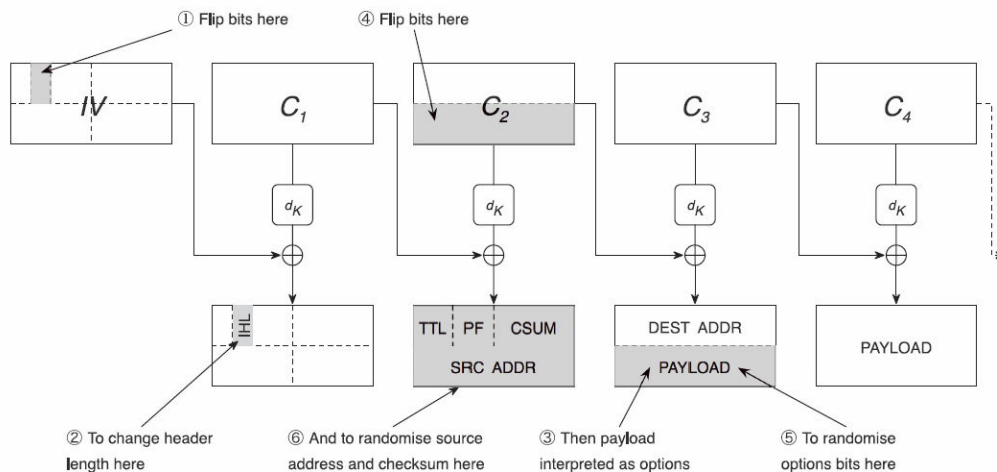 ① Flip bits here
④ Flip bits here
IV
C1
C2
C3
C4
dK
dK
dK
dK
IHL
TTL
PF
CSUM
SRC ADDR
DEST ADDR
PAYLOAD
PAYLOAD
② To change header
length here
⑥ And to randomise source
address and checksum here
③ Then payload
interpreted as options
⑤ To randomise
options bits here